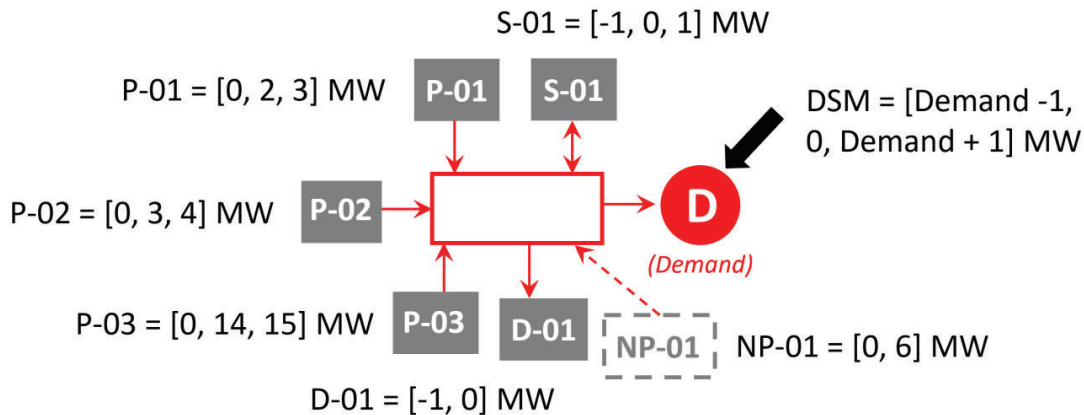 S-01 = [-1, 0, 1] MW
P-01 = [0, 2, 3] MW
P-01
S-01
DSM = [Demand -1,
0, Demand + 1] MW
P-02 = [0, 3, 4] MW
P-02
D
(Demand)
P-03 = [0, 14, 15] MW
P-03
D-01
NP-01
NP-01 = [0, 6] MW
D-01 = [-1, 0] MW